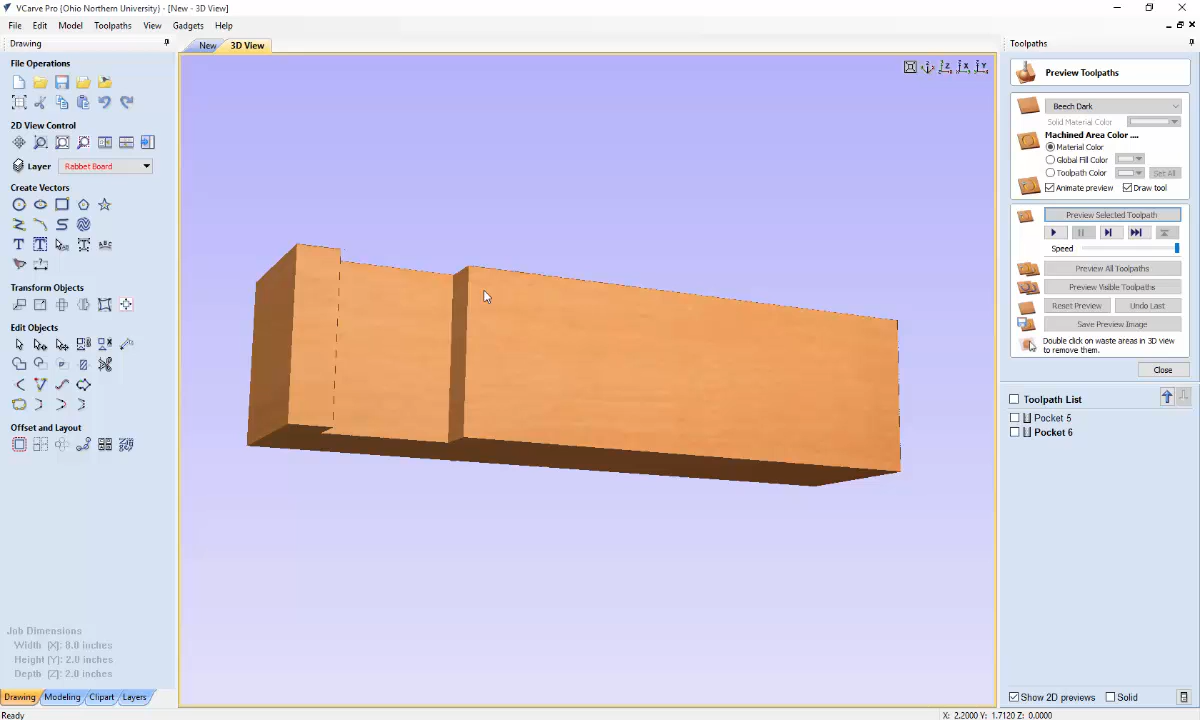 VCarve Pro {Ohio Northern University} - [New - 3D View]
File Edit Model Toolpaths View Gadgets Help
Drawing
File Operations
2D View Control
Layer Rabbet Board
Create Vectors
Transform Objects
Edit Objects
Offset and Layout
Job Dimensions
Width (X): 8.0 inches
Height (Y): 2.0 inches
Depth (Z): 2.0 inches
Drawing Modeling Clipart Layers
Ready
New 3D View
Toolpaths
Preview Toolpaths
Beech Dark
Solid Material Color
Machined Area Color ....
Material Color
Global Fill Color
Toolpath Color Set All
Animate preview Draw tool
Preview Selected Toolpath
Speed
Preview All Toolpaths
Preview Visible Toolpaths
Reset Preview Undo Last
Save Preview Image
Double click on waste areas in 3D view
to remove them.
Close
Toolpath List
Pocket 5
Pocket 6
Show 2D previews Solid
X: 2.2000 Y: 1.7120 Z: 0.0000